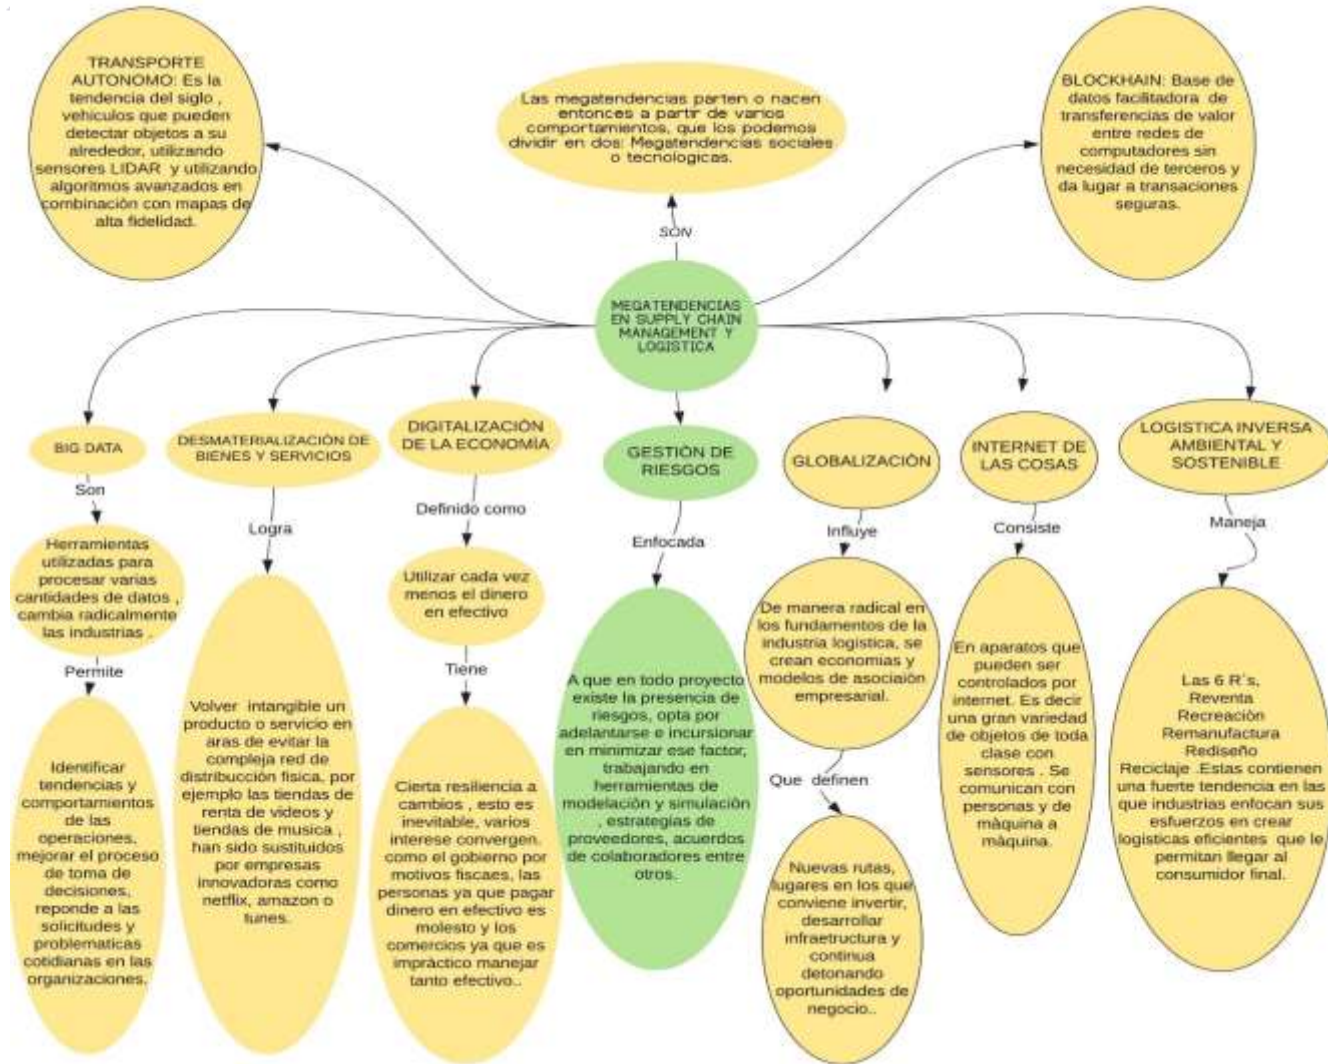 TRANSPORTE
AUTONOMO: Es la
tendencia del siglo ,
vehiculos que pueden
detectar objetos a su
alrededor, utilizando
sensores LIDAR y utilizando
algoritmos avanzados en
combinación con mapas de
alta fidelidad.
Las megatendencias parten o nacen
entonces a partir de varios
comportamientos, que los podemos
dividir en dos: Megatendencias sociales
o tecnologicas.
BLOCKHAIN: Base de
datos facilitadora de
transferencias de valor
entre redes de
computadores sin
necesidad de terceros y
da lugar a transaciones
seguras.
SON
MEGATENDENCIAS
EN SUPPLY CHAIN
MANAGEMENT Y
LOGISTICA
BIG DATA
Son
Herramientas
utilizadas para
procesar varias
cantidades de datos ,
cambia radicalmente
las industrias .
Permite
Identificar
tendencias y
comportamientos
de las
operaciones,
mejorar el proceso
de toma de
decisiones,
reponde a las
solicitudes y
problematicas
cotidianas en las
organizaciones.
DESMATERIALIZACIÓN DE
BIENES Y SERVICIOS
Logra
Volver intangible un
producto o servicio en
aras de evitar la
compleja red de
distribucción fisica, por
ejemplo las tiendas de
renta de videos y
tiendas de musica ,
han sido sustituidos
por empresas
innovadoras como
netflix, amazon o
tunes.
DIGITALIZACIÓN
DE LA ECONOMÍA
Definido como
Utilizar cada vez
menos el dinero
en efectivo
Tiene
Cierta resiliencia a
cambios , esto es
inevitable, varios
interese convergen.
como el gobierno por
motivos fiscaes, las
personas ya que pagar
dinero en efectivo es
molesto y los
comercios ya que es
impráctico manejar
tanto efectivo..
GESTIÓN DE
RIESGOS
Enfocada
A que en todo proyecto
existe la presencia de
riesgos, opta por
adelantarse e incursionar
en minimizar ese factor,
trabajando en
herramientas de
modelación y simulación
, estrategias de
proveedores, acuerdos
de colaboradores entre
otros.
GLOBALIZACIÓN
Influye
De manera radical en
los fundamentos de la
industria logística, se
crean economias y
modelos de asociaión
empresarial.
Que definen
Nuevas rutas,
lugares en los que
conviene invertir,
desarrollar
infraetructura y
continua
detonando
oportunidades de
negocio..
INTERNET DE
LAS COSAS
Consiste
En aparatos que
pueden ser
controlados por
internet. Es decir
una gran variedad
de objetos de toda
clase con
sensores . Se
comunican con
personas y de
màquina a
màquina.
LOGISTICA INVERSA
AMBIENTAL Y
SOSTENIBLE
Maneja
Las 6 R´s,
Reventa
Recreaciòn
Remanufactura
Rediseño
Reciclaje .Estas contienen
una fuerte tendencia en las
que industrias enfocan sus
esfuerzos en crear
logísticas eficientes que le
permitan llegar al
consumidor final.